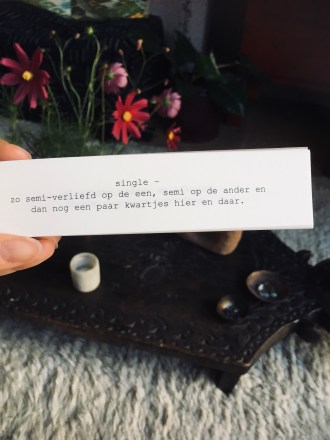 single –
zo semi-verliefd op de een, semi op de ander en
dan nog een paar kwartjes hier en daar.